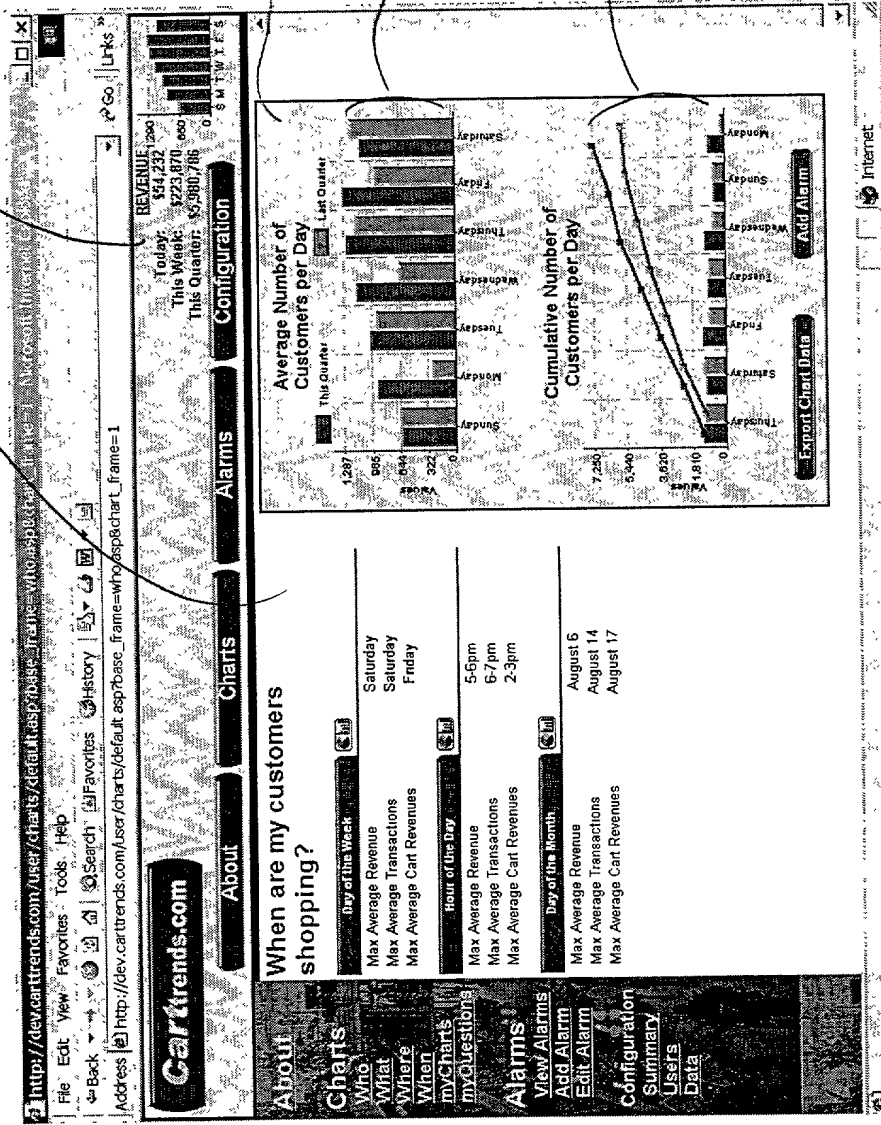 http://dev.carttrends.com/user/charts/default.asp?base_frame=who.asp&chart_frame=1 Microsoft Internet Explorer
File Edit View Favorites Tools Help
Back Search Favorites History
Address http://dev.carttrends.com/user/charts/default.asp?base_frame=who.asp&chart_frame=1 Go Links »
Carttrends.com
REVENUE
Today: $54,232
This Week: $223,870
This Quarter: $5,980,786
1,290
660
0
S M T W T F S
About Charts Alarms Configuration
About
Charts
Who
What
Where
When
myCharts
myQuestions
Alarms
View Alarms
Add Alarm
Edit Alarm
Configuration
Summary
Users
Data
When are my customers
shopping?
Day of the Week
Max Average Revenue Saturday
Max Average Transactions Saturday
Max Average Cart Revenues Friday
Hour of the Day
Max Average Revenue 5-6pm
Max Average Transactions 6-7pm
Max Average Cart Revenues 2-3pm
Day of the Month
Max Average Revenue August 6
Max Average Transactions August 14
Max Average Cart Revenues August 17
Average Number of
Customers per Day
This Quarter Last Quarter
Values
1,287
965
644
322
0
Sunday Monday Tuesday Wednesday Thursday Friday Saturday
Cumulative Number of
Customers per Day
Values
7,250
5,440
3,620
1,810
0
Thursday Saturday Friday Tuesday Wednesday Sunday Monday
Export Chart Data Add Alarm
Internet